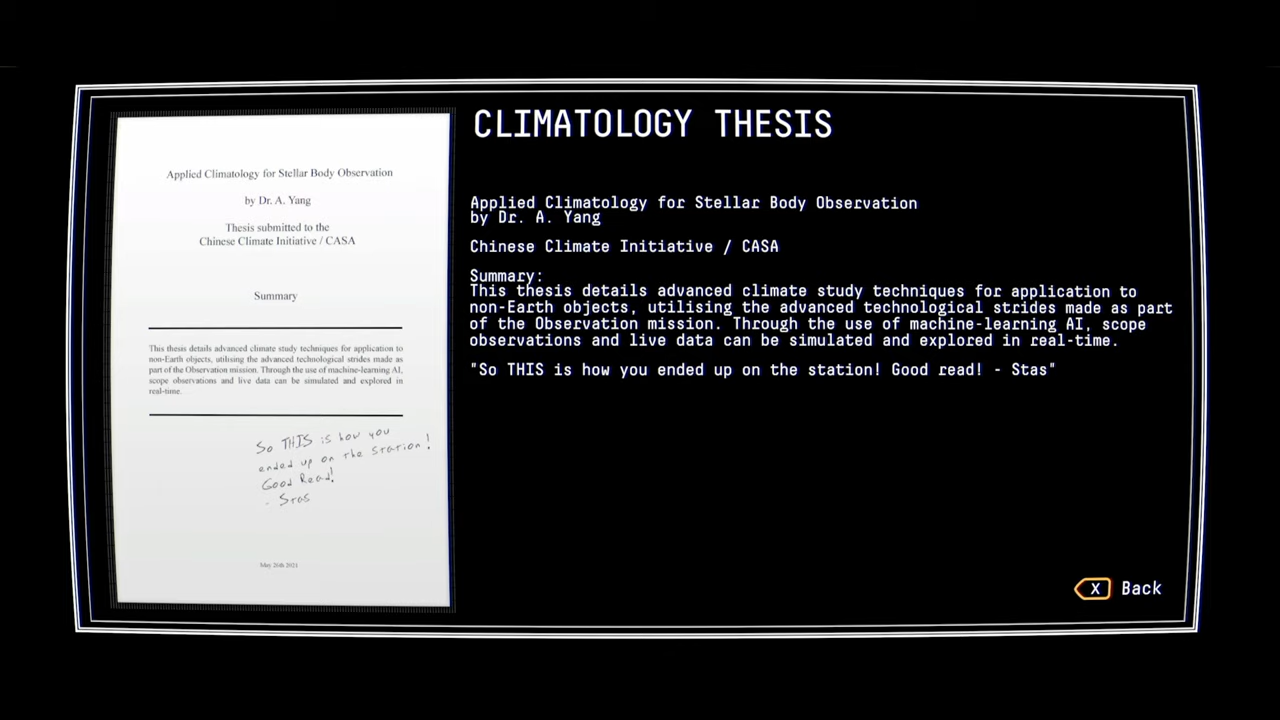 Applied Climatology for Stellar Body Observation
by Dr. A. Yang
Thesis submitted to the
Chinese Climate Initiative / CASA
Summary
This thesis details advanced climate study techniques for application to
non-Earth objects, utilising the advanced technological strides made as
part of the Observation mission. Through the use of machine-learning AI,
scope observations and live data can be simulated and explored in
real-time.
So THIS is how you
ended up on the station!
Good Read!
- Stas
May 26th 2021
CLIMATOLOGY THESIS
Applied Climatology for Stellar Body Observation
by Dr. A. Yang
Chinese Climate Initiative / CASA
Summary:
This thesis details advanced climate study techniques for application to
non-Earth objects, utilising the advanced technological strides made as part
of the Observation mission. Through the use of machine-learning AI, scope
observations and live data can be simulated and explored in real-time.
"So THIS is how you ended up on the station! Good read! - Stas"
X Back